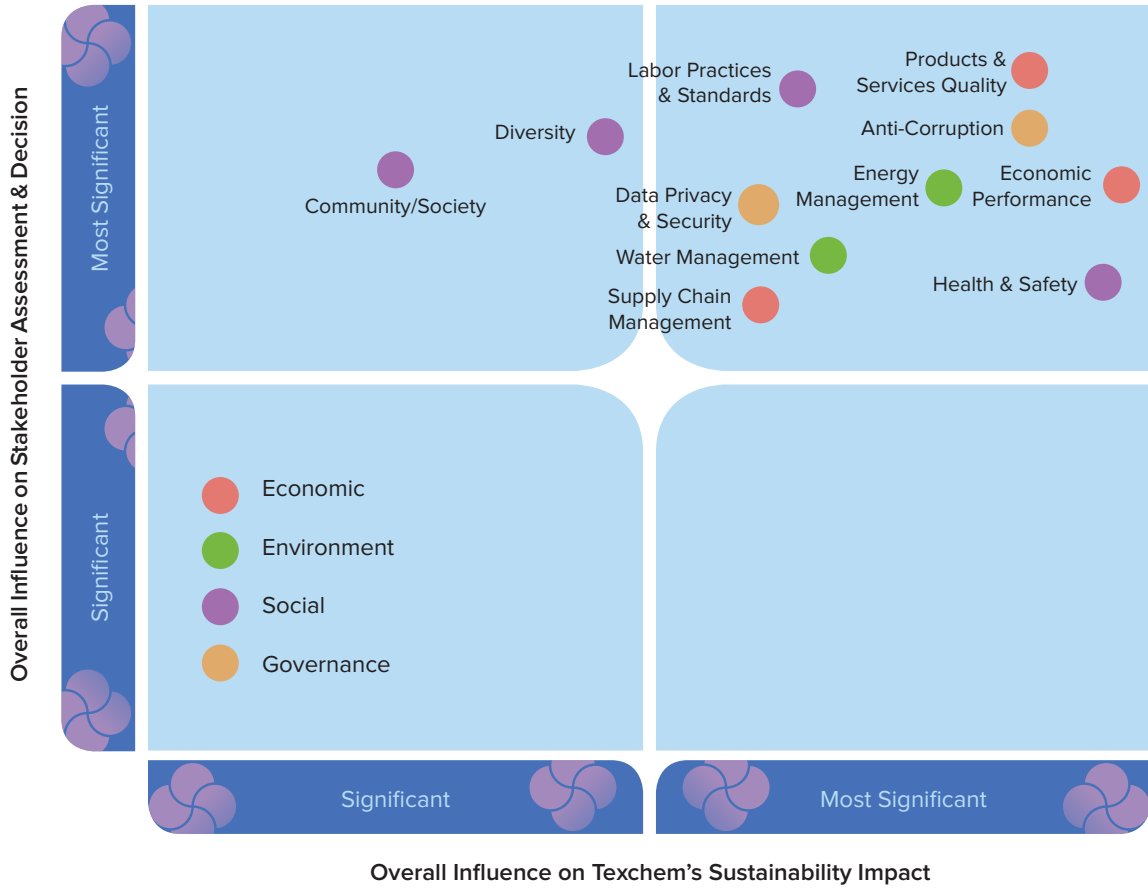 Overall Influence on Stakeholder Assessment & Decision
Most Significant
Significant
Labor Practices
& Standards
Products &
Services Quality
Diversity
Anti-Corruption
Community/Society
Data Privacy
& Security
Energy
Management
Economic
Performance
Water Management
Health & Safety
Supply Chain
Management
Economic
Environment
Social
Governance
Significant
Most Significant
Overall Influence on Texchem’s Sustainability Impact